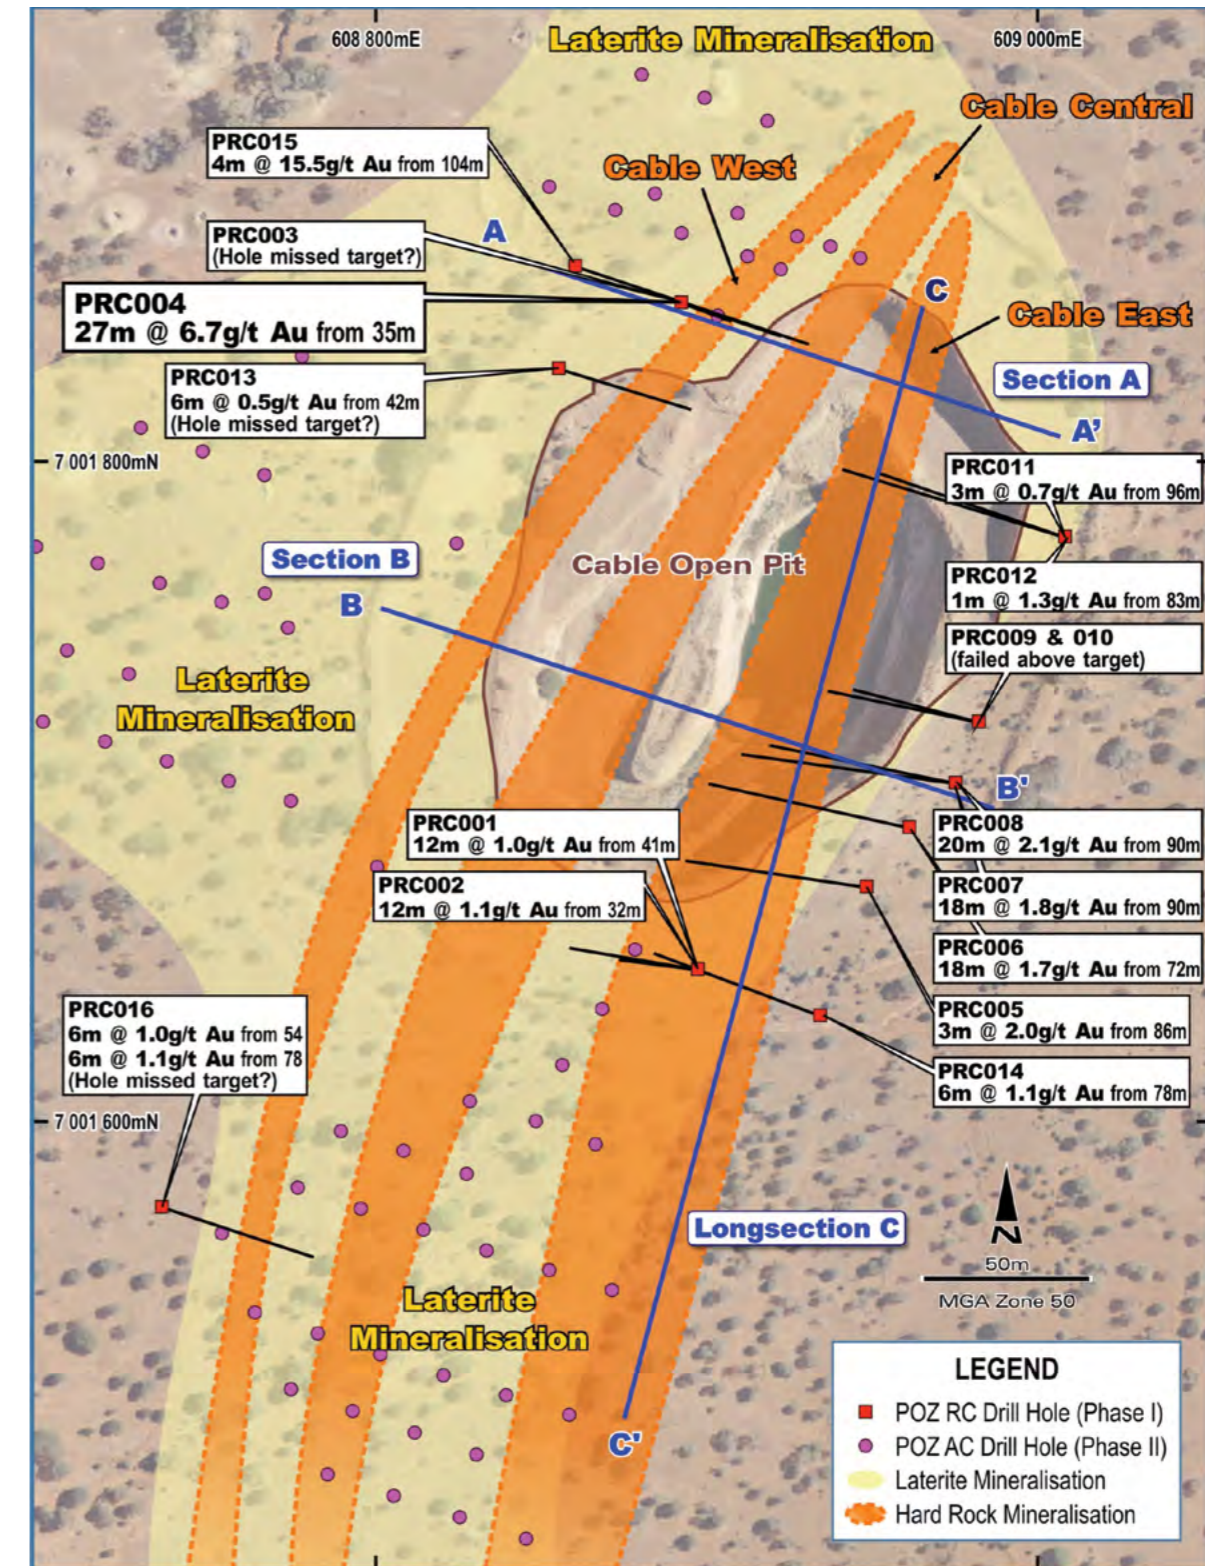 608 800mE
Laterite Mineralisation
609 000mE
Cable Central
PRC015
4m @ 15.5g/t Au from 104m
Cable West
PRC003
(Hole missed target?)
A
C
PRC004
27m @ 6.7g/t Au from 35m
Cable East
PRC013
6m @ 0.5g/t Au from 42m
(Hole missed target?)
Section A
A'
7 001 800mN
PRC011
3m @ 0.7g/t Au from 96m
Section B
B
Cable Open Pit
PRC012
1m @ 1.3g/t Au from 83m
PRC009 & 010
(failed above target)
Laterite
Mineralisation
B'
PRC001
12m @ 1.0g/t Au from 41m
PRC008
20m @ 2.1g/t Au from 90m
PRC002
12m @ 1.1g/t Au from 32m
PRC007
18m @ 1.8g/t Au from 90m
PRC006
18m @ 1.7g/t Au from 72m
PRC016
6m @ 1.0g/t Au from 54
6m @ 1.1g/t Au from 78
(Hole missed target?)
PRC005
3m @ 2.0g/t Au from 86m
PRC014
6m @ 1.1g/t Au from 78m
7 001 600mN
Longsection C
N
50m
MGA Zone 50
Laterite
Mineralisation
C'
LEGEND
POZ RC Drill Hole (Phase I)
POZ AC Drill Hole (Phase II)
Laterite Mineralisation
Hard Rock Mineralisation